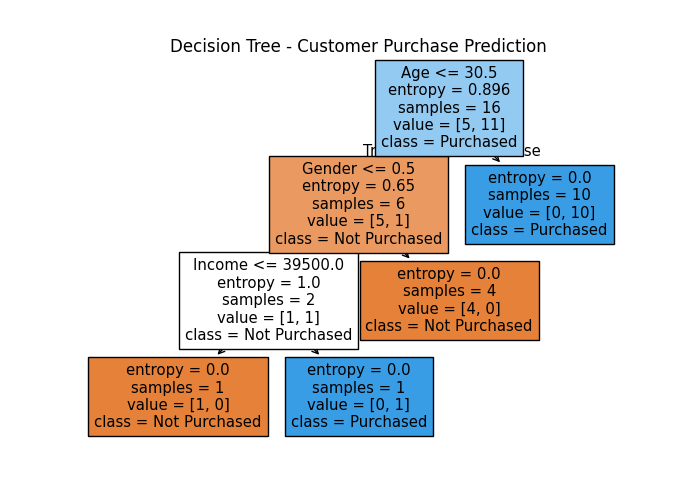 Decision Tree - Customer Purchase Prediction
Age <= 30.5
entropy = 0.896
samples = 16
value = [5, 11]
class = Purchased
Gender <= 0.5
entropy = 0.65
samples = 6
value = [5, 1]
class = Not Purchased
entropy = 0.0
samples = 10
value = [0, 10]
class = Purchased
Income <= 39500.0
entropy = 1.0
samples = 2
value = [1, 1]
class = Not Purchased
entropy = 0.0
samples = 4
value = [4, 0]
class = Not Purchased
entropy = 0.0
samples = 1
value = [1, 0]
class = Not Purchased
entropy = 0.0
samples = 1
value = [0, 1]
class = Purchased